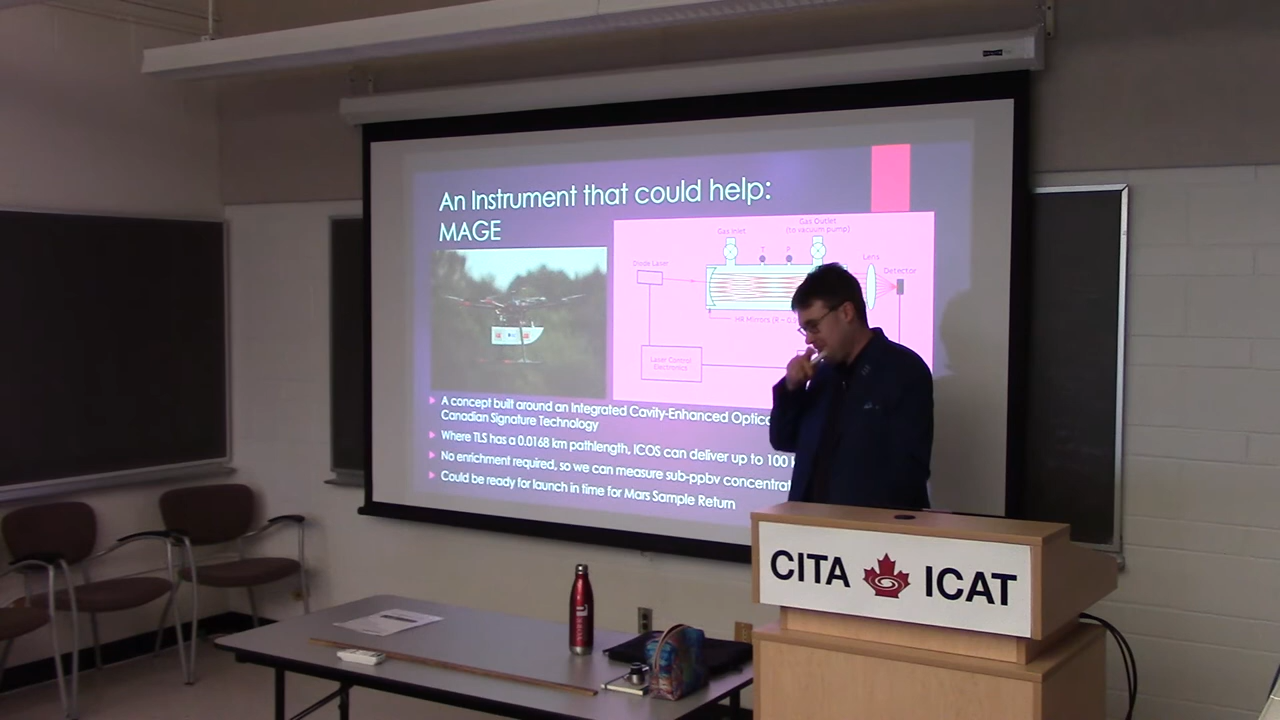 An Instrument that could help:
MAGE
Gas Inlet
Gas Outlet
(to vacuum pump)
T
P
Lens
Diode Laser
Detector
HR Mirrors (R
Laser Control
Electronics
A concept built around an Integrated Cavity-Enhanced
Canadian Signature Technology
Where TLS has a 0.0168 km pathlength, ICOS can deliver up to 100
No enrichment required, so we can measure sub-ppbv
Could be ready for launch in time for Mars Sample Return
CITA ICAT